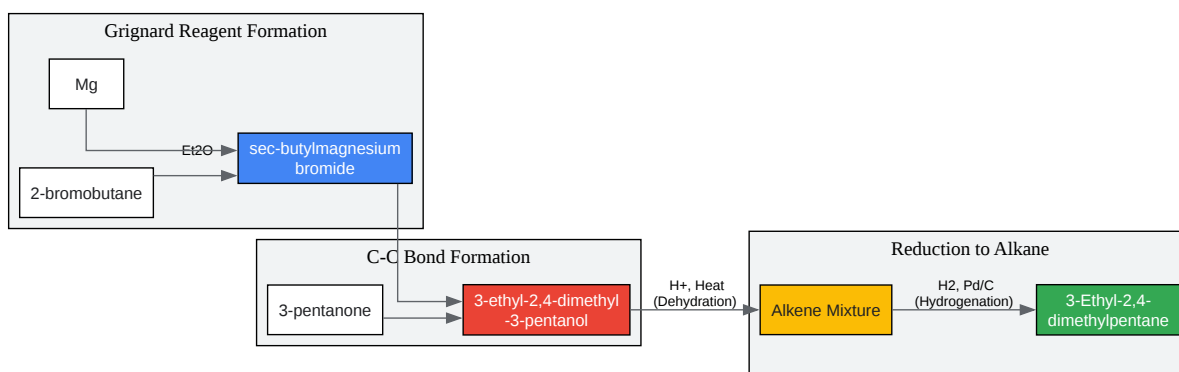 Grignard Reagent Formation
Mg
Et2O
sec-butylmagnesium
bromide
2-bromobutane
C-C Bond Formation
3-pentanone
3-ethyl-2,4-dimethyl
-3-pentanol
H+, Heat
(Dehydration)
Reduction to Alkane
Alkene Mixture
H2, Pd/C
(Hydrogenation)
3-Ethyl-2,4-
dimethylpentane